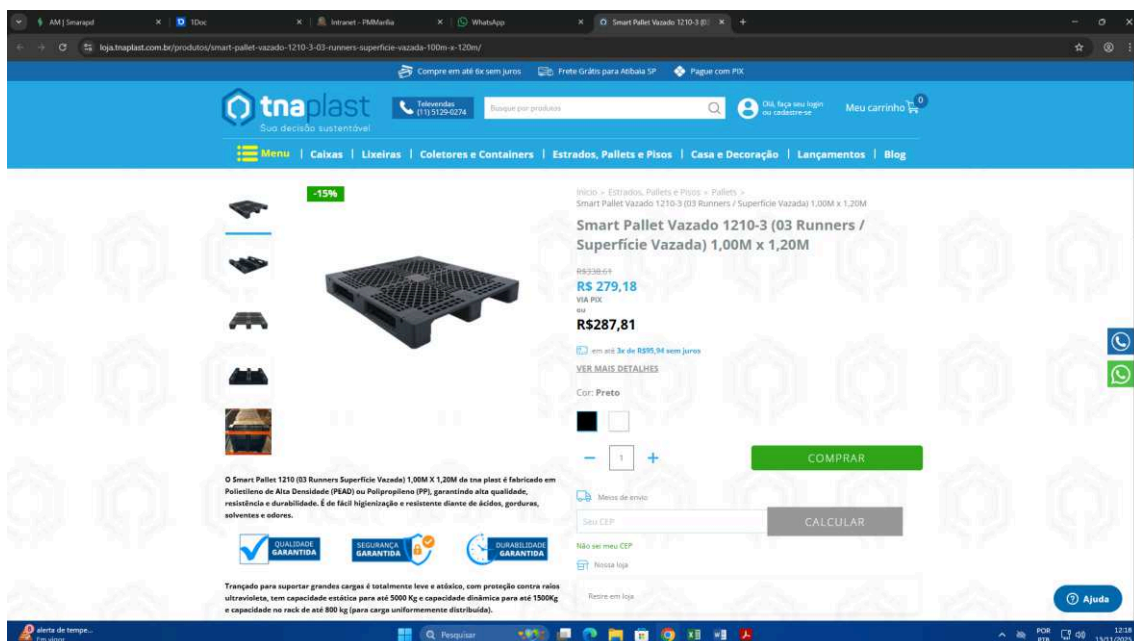 AM | Smarapd
1Doc
Intranet - PMMarília
WhatsApp
Smart Pallet Vazado 1210-3 (0
loja.tnaplast.com.br/produtos/smart-pallet-vazado-1210-3-03-runners-superficie-vazada-100m-x-120m/
Compre em até 6x sem juros
Frete Grátis para Atibaia SP
Pague com PIX
tnaplast
Sua decisão sustentável
Televendas
(11) 5129-0274
Busque por produtos
Olá, faça seu login
ou cadastre-se
Meu carrinho
0
Menu | Caixas | Lixeiras | Coletores e Containers | Estrados, Pallets e Pisos | Casa e Decoração | Lançamentos | Blog
-15%
Início > Estrados, Pallets e Pisos > Pallets >
Smart Pallet Vazado 1210-3 (03 Runners / Superfície Vazada) 1,00M x 1,20M
Smart Pallet Vazado 1210-3 (03 Runners /
Superfície Vazada) 1,00M x 1,20M
R$338,61
R$ 279,18
VIA PIX
ou
R$287,81
em até 3x de R$95,94 sem juros
VER MAIS DETALHES
Cor: Preto
1
COMPRAR
Meios de envio
Seu CEP
CALCULAR
Não sei meu CEP
Nossa loja
Retire em loja
O Smart Pallet 1210 (03 Runners Superfície Vazada) 1,00M X 1,20M da tna plast é fabricado em
Polietileno de Alta Densidade (PEAD) ou Polipropileno (PP), garantindo alta qualidade,
resistência e durabilidade. É de fácil higienização e resistente diante de ácidos, gorduras,
solventes e odores.
QUALIDADE
GARANTIDA
SEGURANÇA
GARANTIDA
DURABILIDADE
GARANTIDA
Trançado para suportar grandes cargas é totalmente leve e atóxico, com proteção contra raios
ultravioleta, tem capacidade estática para até 5000 Kg e capacidade dinâmica para até 1500Kg
e capacidade no rack de até 800 kg (para carga uniformemente distribuída).
Ajuda
alerta de tempe...
Em vigor
Pesquisar
POR
PTB
12:18
13/11/2025